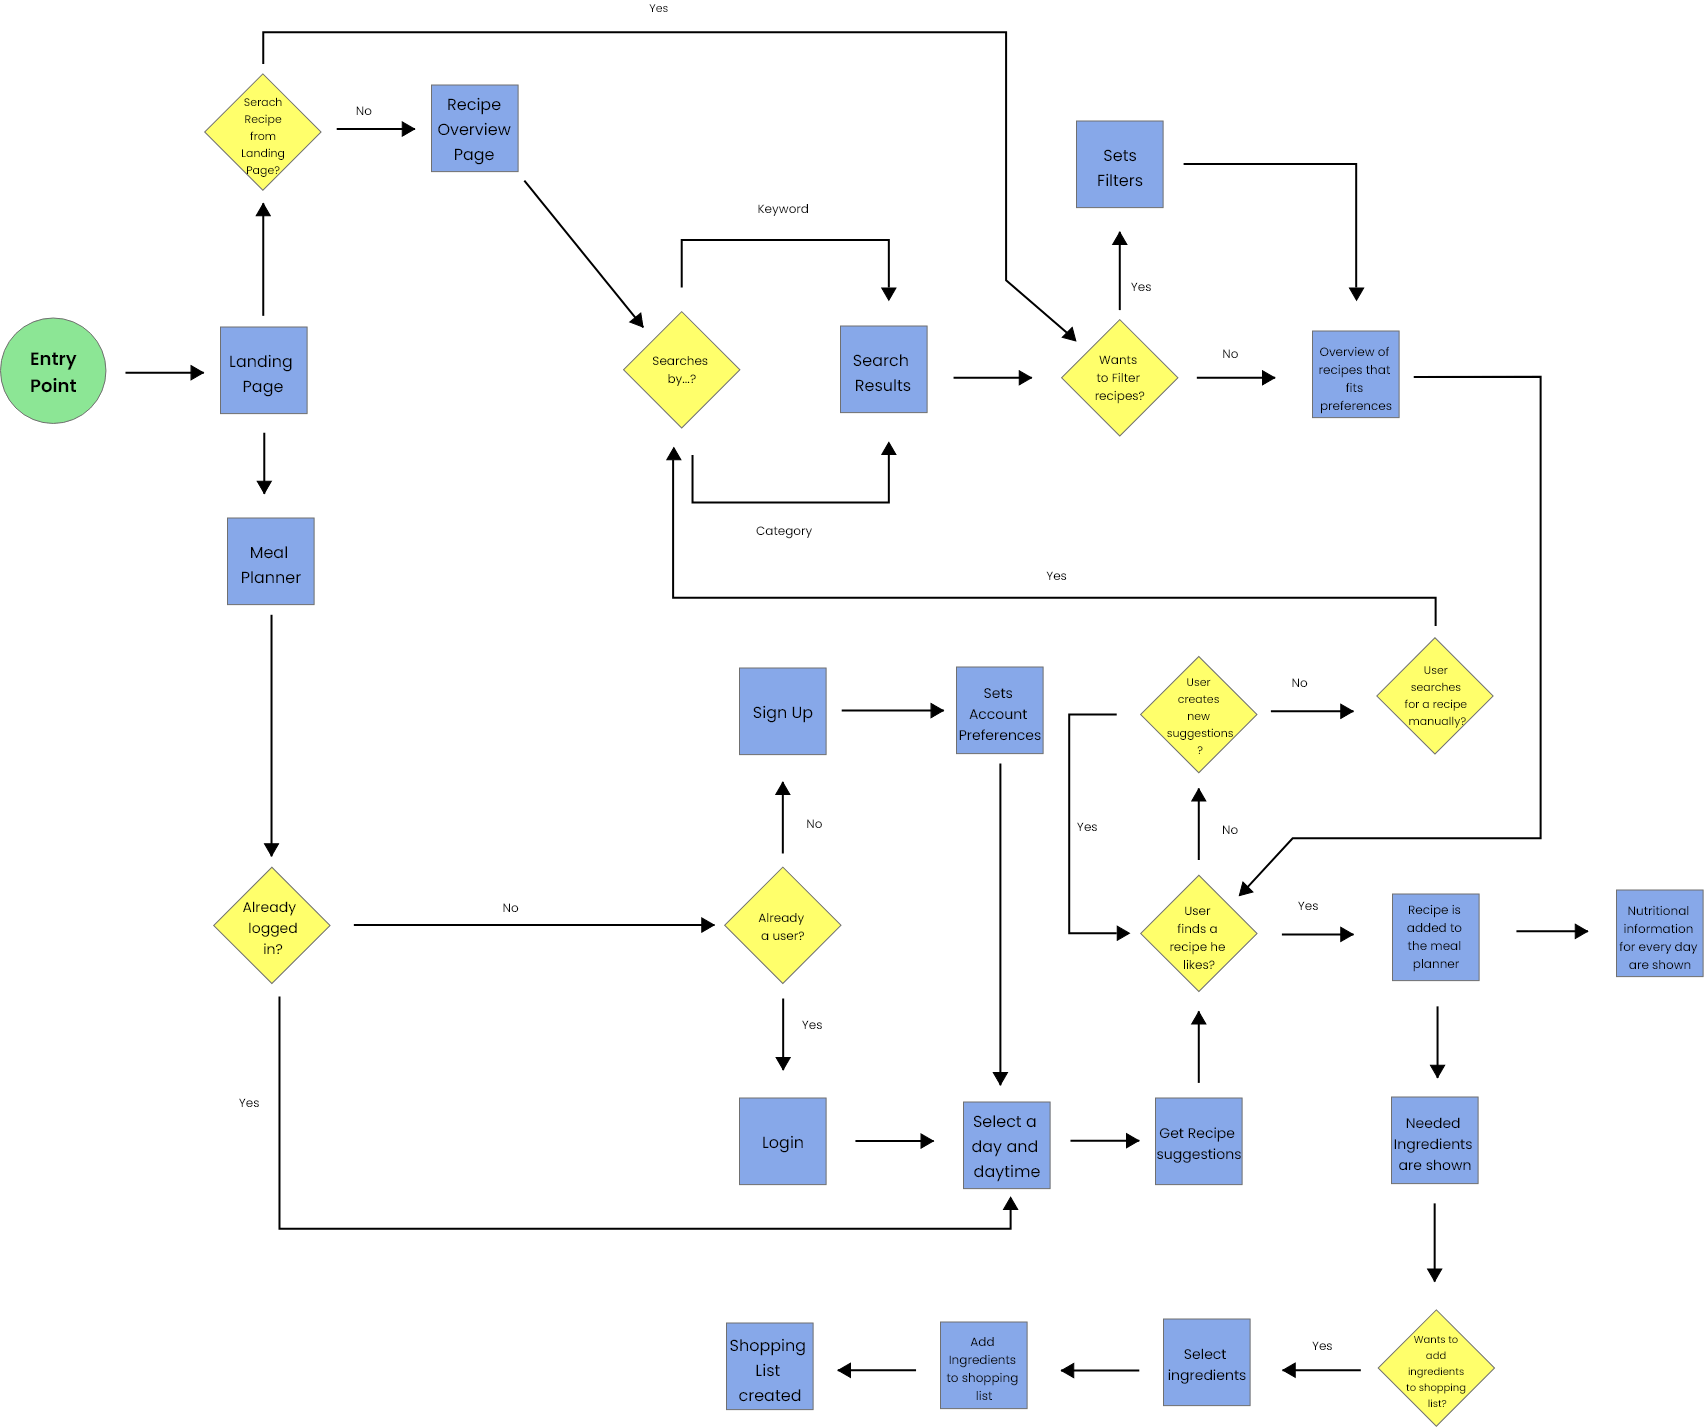 Yes
Serach
Recipe
from
Landing
Page?
No
Recipe
Overview
Page
Sets
Filters
Keyword
Yes
Entry
Point
Landing
Page
Searches
by...?
Search
Results
Wants
to Filter
recipes?
No
Overview of
recipes that
fits
preferences
Category
Meal
Planner
Yes
Sign Up
Sets
Account
Preferences
User
creates
new
suggestions
?
No
User
searches
for a recipe
manually?
No
Yes
No
Already
logged
in?
No
Already
a user?
User
finds a
recipe he
likes?
Yes
Recipe is
added to
the meal
planner
Nutritional
information
for every day
are shown
Yes
Yes
Login
Select a
day and
daytime
Get Recipe
suggestions
Needed
Ingredients
are shown
Shopping
List
created
Add
Ingredients
to shopping
list
Select
ingredients
Yes
Wants to
add
ingredients
to shopping
list?